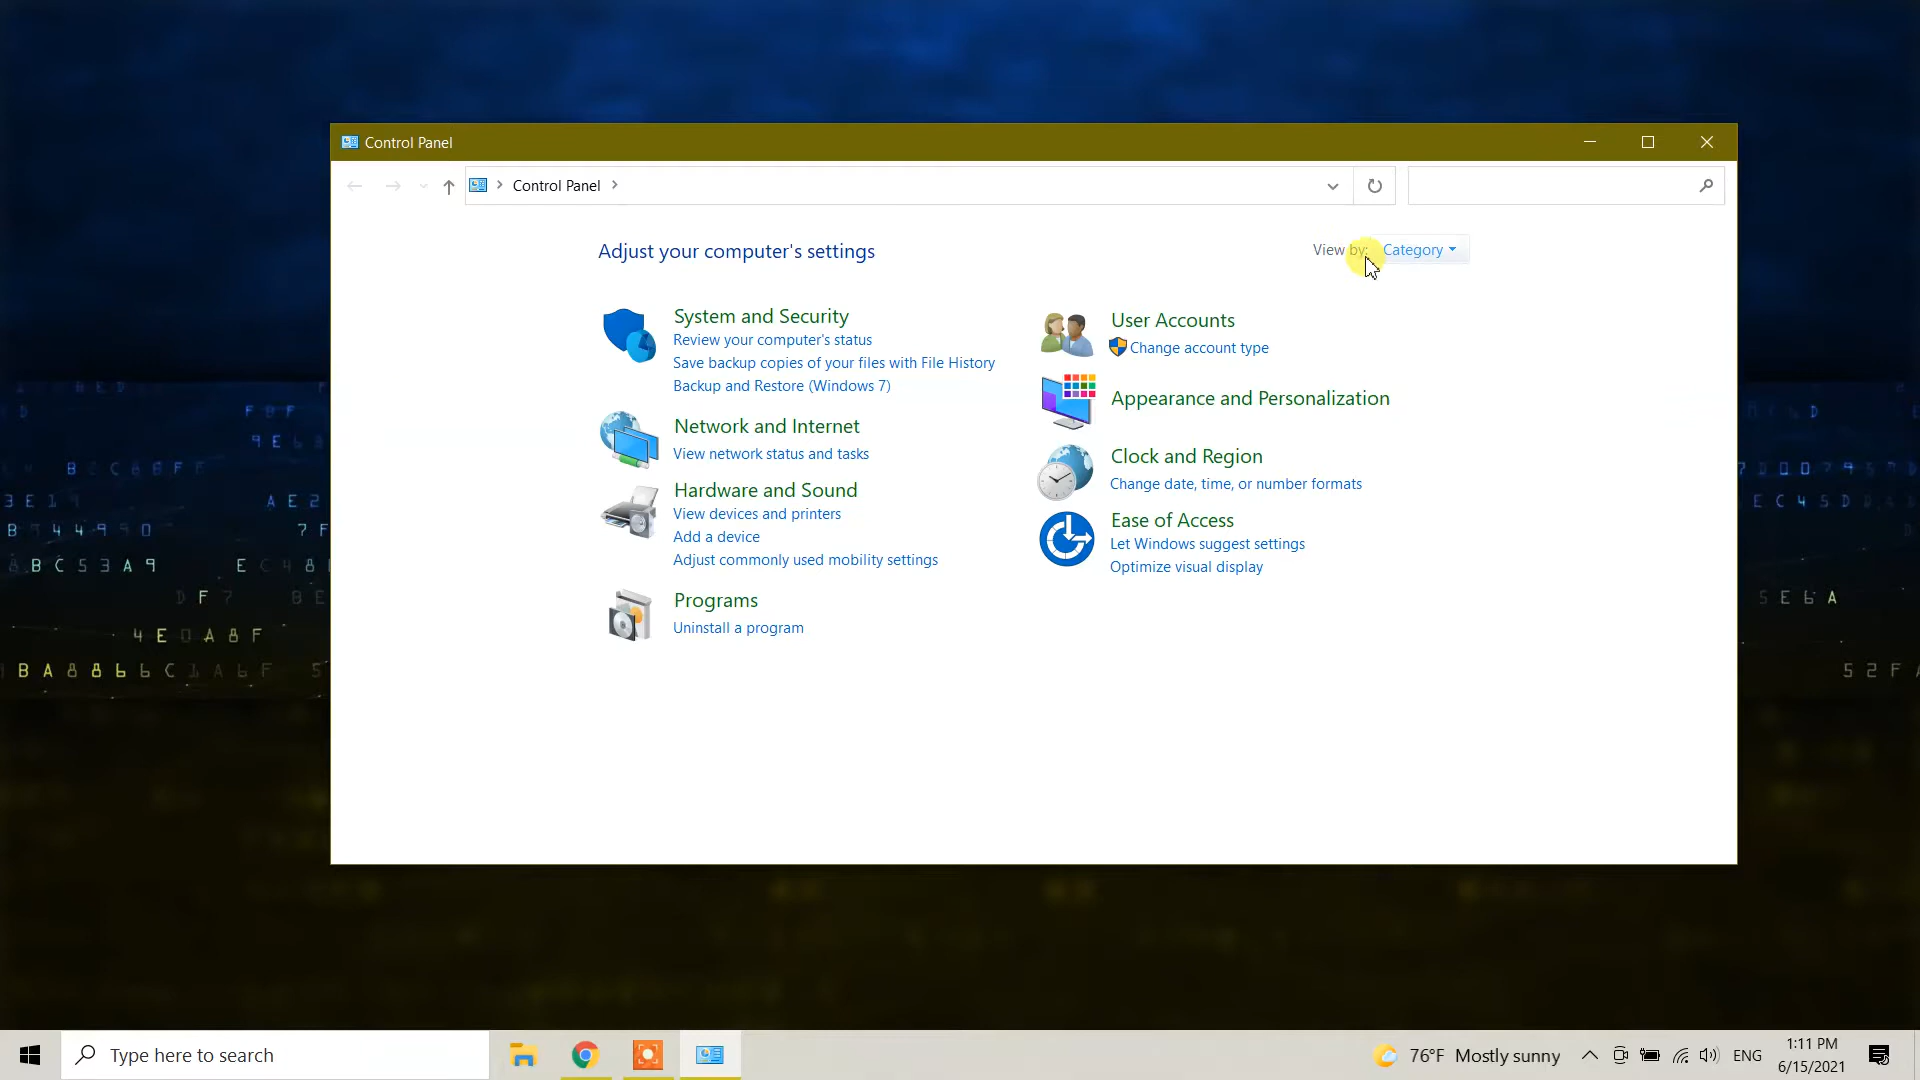 Control Panel
Control Panel
Adjust your computer's settings
View by: Category
System and Security
Review your computer's status
Save backup copies of your files with File History
Backup and Restore (Windows 7)
Network and Internet
View network status and tasks
Hardware and Sound
View devices and printers
Add a device
Adjust commonly used mobility settings
Programs
Uninstall a program
User Accounts
Change account type
Appearance and Personalization
Clock and Region
Change date, time, or number formats
Ease of Access
Let Windows suggest settings
Optimize visual display
Type here to search
76°F Mostly sunny
ENG
1:11 PM
6/15/2021